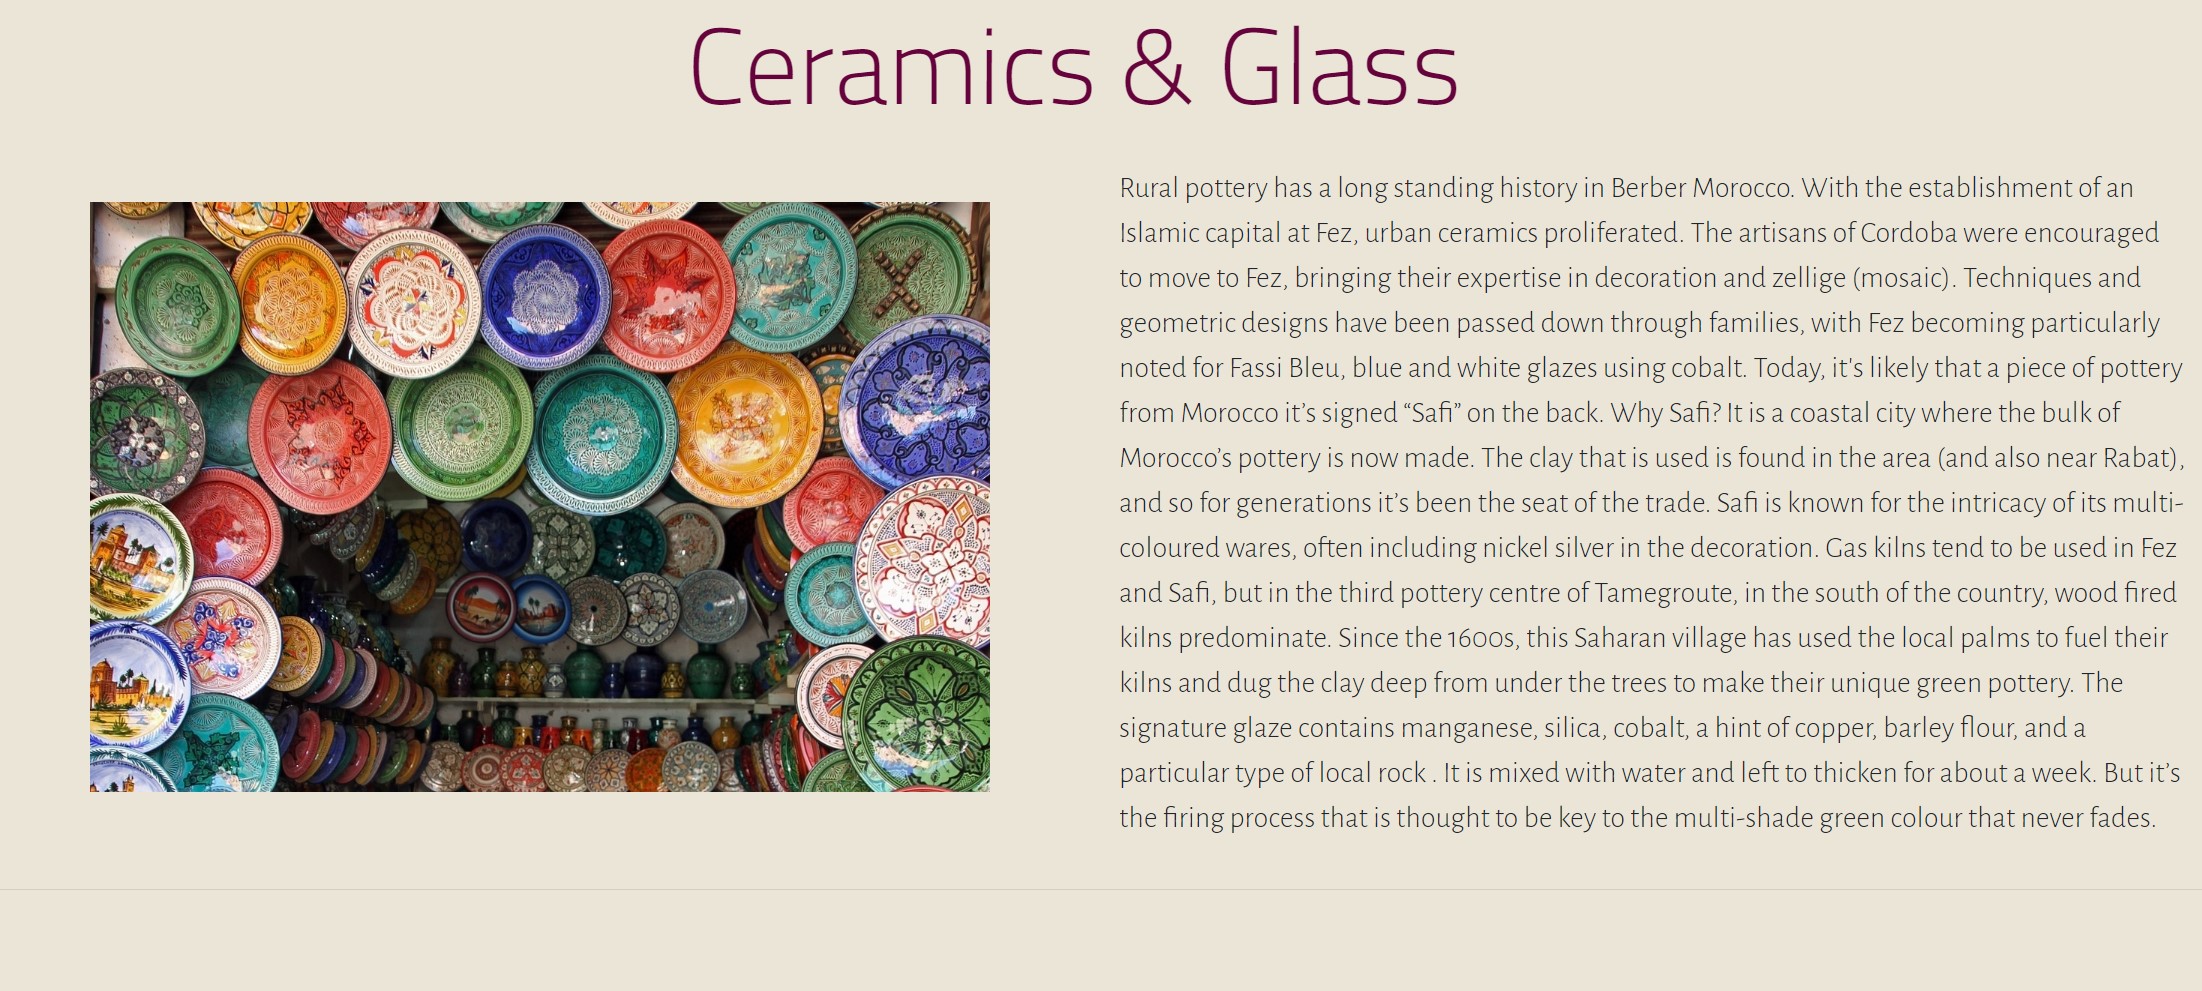 Ceramics & Glass
Rural pottery has a long standing history in Berber Morocco. With the establishment of an
Islamic capital at Fez, urban ceramics proliferated. The artisans of Cordoba were encouraged
to move to Fez, bringing their expertise in decoration and zellige (mosaic). Techniques and
geometric designs have been passed down through families, with Fez becoming particularly
noted for Fassi Bleu, blue and white glazes using cobalt. Today, it's likely that a piece of pottery
from Morocco it’s signed “Safi” on the back. Why Safi? It is a coastal city where the bulk of
Morocco’s pottery is now made. The clay that is used is found in the area (and also near Rabat),
and so for generations it’s been the seat of the trade. Safi is known for the intricacy of its multi-
coloured wares, often including nickel silver in the decoration. Gas kilns tend to be used in Fez
and Safi, but in the third pottery centre of Tamegroute, in the south of the country, wood fired
kilns predominate. Since the 1600s, this Saharan village has used the local palms to fuel their
kilns and dug the clay deep from under the trees to make their unique green pottery. The
signature glaze contains manganese, silica, cobalt, a hint of copper, barley flour, and a
particular type of local rock . It is mixed with water and left to thicken for about a week. But it’s
the firing process that is thought to be key to the multi-shade green colour that never fades.